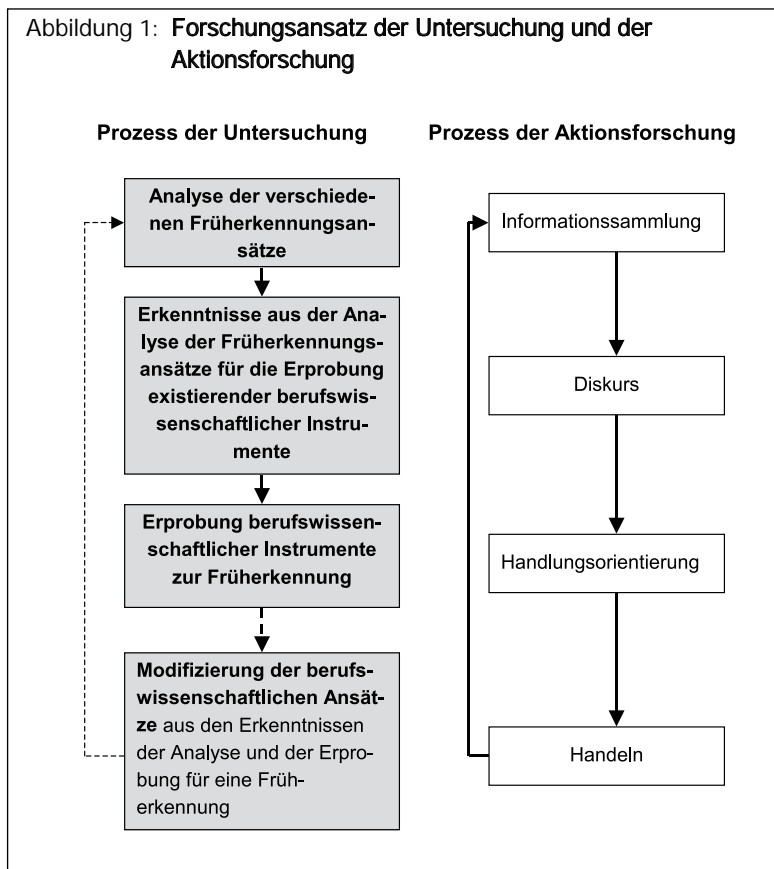 Abbildung 1: Forschungsansatz der Untersuchung und der
Aktionsforschung
Prozess der Untersuchung
Analyse der verschiede-
nen Früherkennungsan-
sätze
Erkenntnisse aus der Ana-
lyse der Früherkennungs-
ansätze für die Erprobung
existierender berufswis-
senschaftlicher Instru-
mente
Erprobung berufswissen-
schaftlicher Instrumente
zur Früherkennung
Modifizierung der berufs-
wissenschaftlichen Ansät-
ze aus den Erkenntnissen
der Analyse und der Erpro-
bung für eine Früh-
erkennung
Prozess der Aktionsforschung
Informationssammlung
Diskurs
Handlungsorientierung
Handeln